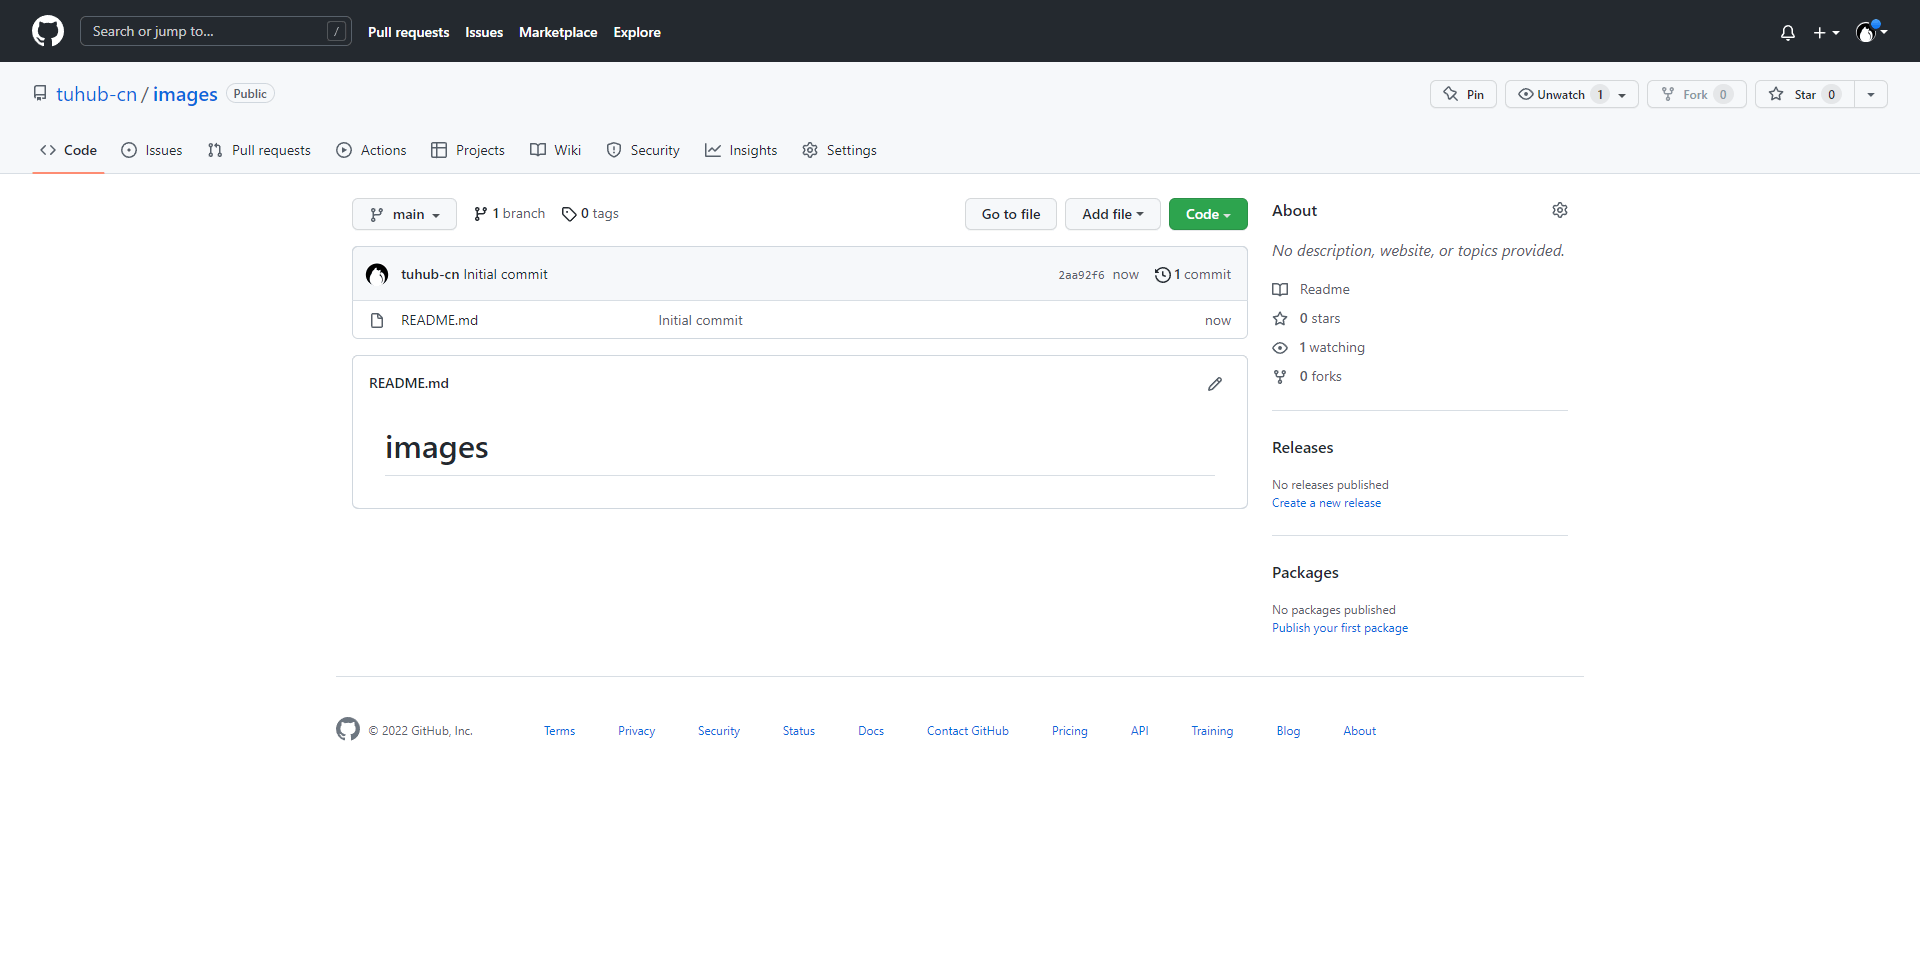 Search or jump to... /
Pull requests Issues Marketplace Explore
tuhub-cn / images Public
Pin Unwatch 1 Fork 0 Star 0
Code Issues Pull requests Actions Projects Wiki Security Insights Settings
main 1 branch 0 tags Go to file Add file Code
tuhub-cn Initial commit 2aa92f6 now 1 commit
README.md Initial commit now
README.md
images
About
No description, website, or topics provided.
Readme
0 stars
1 watching
0 forks
Releases
No releases published
Create a new release
Packages
No packages published
Publish your first package
© 2022 GitHub, Inc. Terms Privacy Security Status Docs Contact GitHub Pricing API Training Blog About